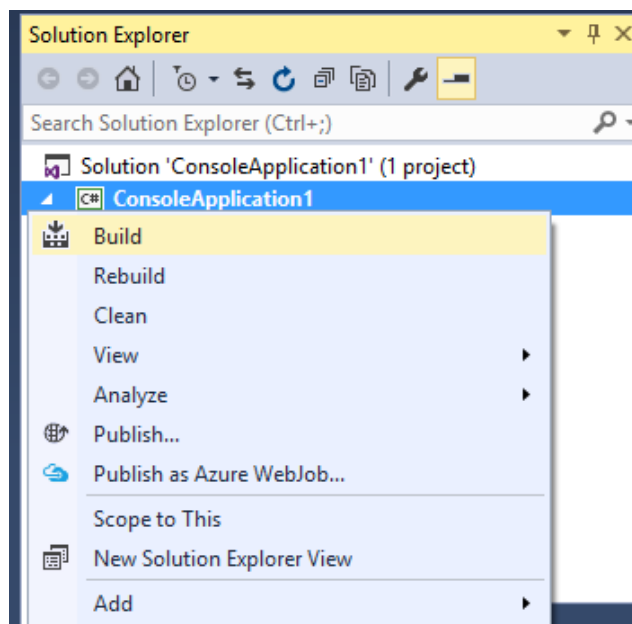 Solution Explorer
Search Solution Explorer (Ctrl+;)
Solution 'ConsoleApplication1' (1 project)
C# ConsoleApplication1
Build
Rebuild
Clean
View
Analyze
Publish...
Publish as Azure WebJob...
Scope to This
New Solution Explorer View
Add